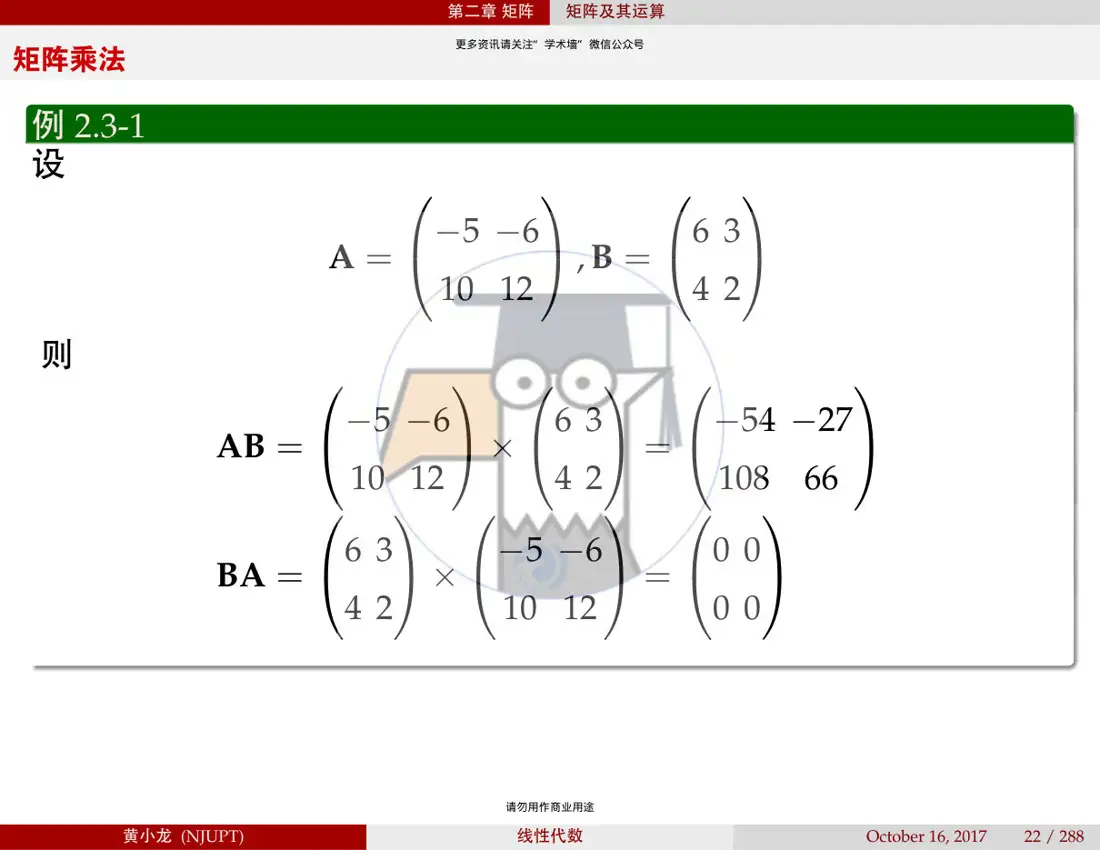 第二章 矩阵 矩阵及其运算
更多资讯请关注“学术墙”微信公众号
矩阵乘法
例 2.3-1
设
A = (−5 −6
10 12), B = (6 3
4 2)
则
AB = (−5 −6
10 12) × (6 3
4 2) = (−54 −27
108 66)
BA = (6 3
4 2) × (−5 −6
10 12) = (0 0
0 0)
请勿用作商业用途
黄小龙 (NJUPT) 线性代数 October 16, 2017 22 / 288